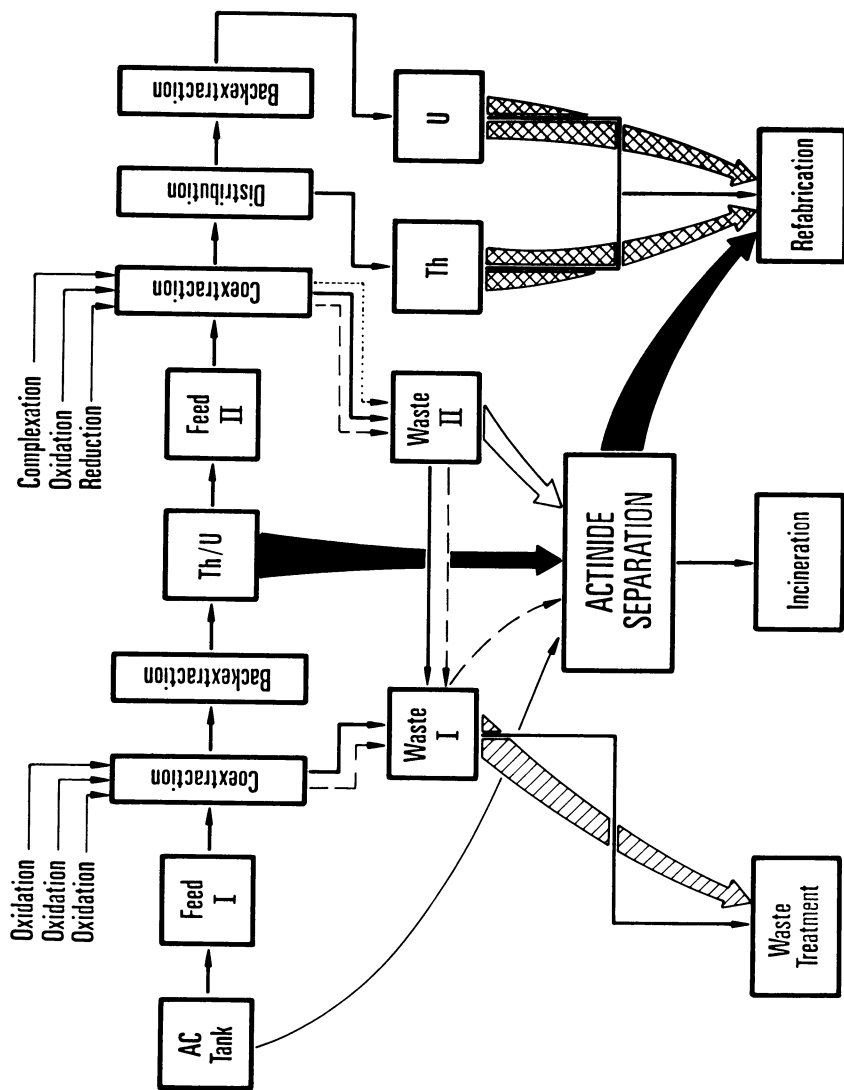 Complexation
Oxidation
Reduction
Oxidation
Oxidation
Oxidation
AC
Tank
Feed
I
Coextraction
Backextraction
Th/U
Feed
II
Coextraction
Distribution
Backextraction
Waste
I
Waste
II
Th
U
ACTINIDE
SEPARATION
Waste
Treatment
Incineration
Refabrication